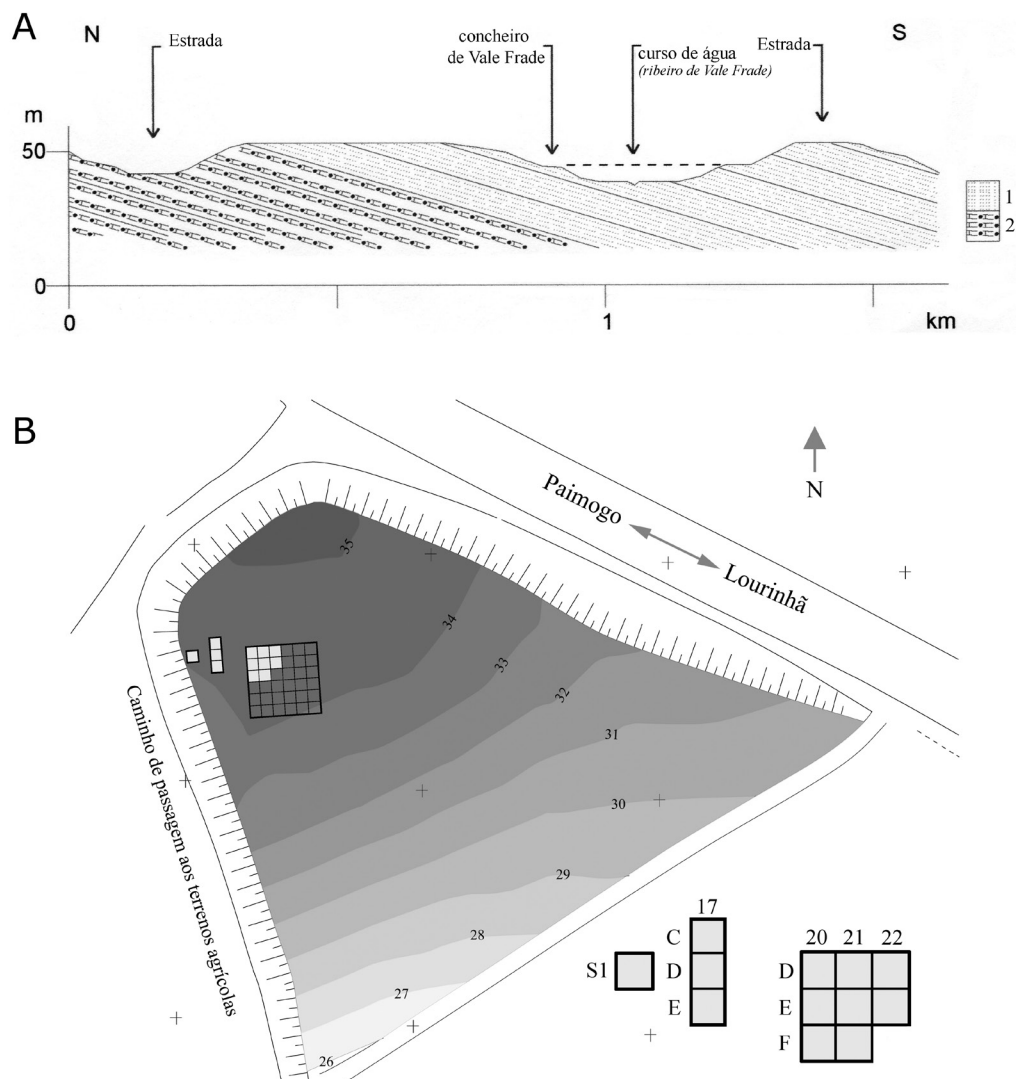 A
N
Estrada
concheiro
de Vale Frade
curso de água
(ribeiro de Vale Frade)
Estrada
S
m
50
0
0
1
km
1
2
B
N
Paimogo
Lourinhã
Caminho de passagem aos terrenos agrícolas
35
34
33
32
31
30
29
28
27
26
S1
17
C
D
E
20 21 22
D
E
F